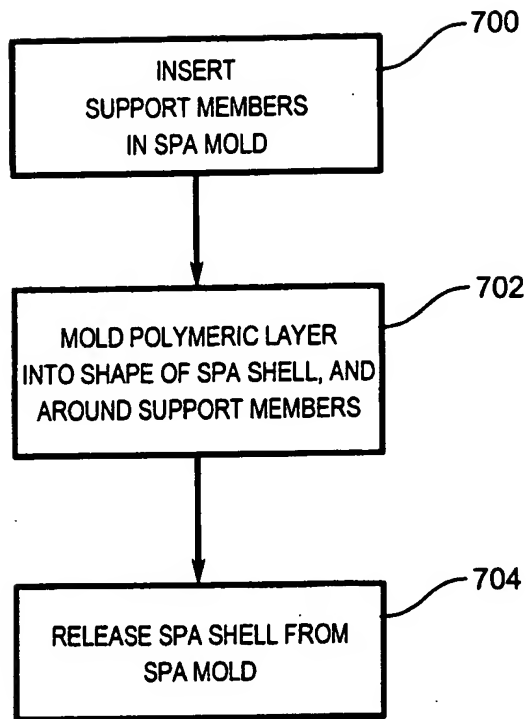 700
INSERT
SUPPORT MEMBERS
IN SPA MOLD
702
MOLD POLYMERIC LAYER
INTO SHAPE OF SPA SHELL, AND
AROUND SUPPORT MEMBERS
704
RELEASE SPA SHELL FROM
SPA MOLD